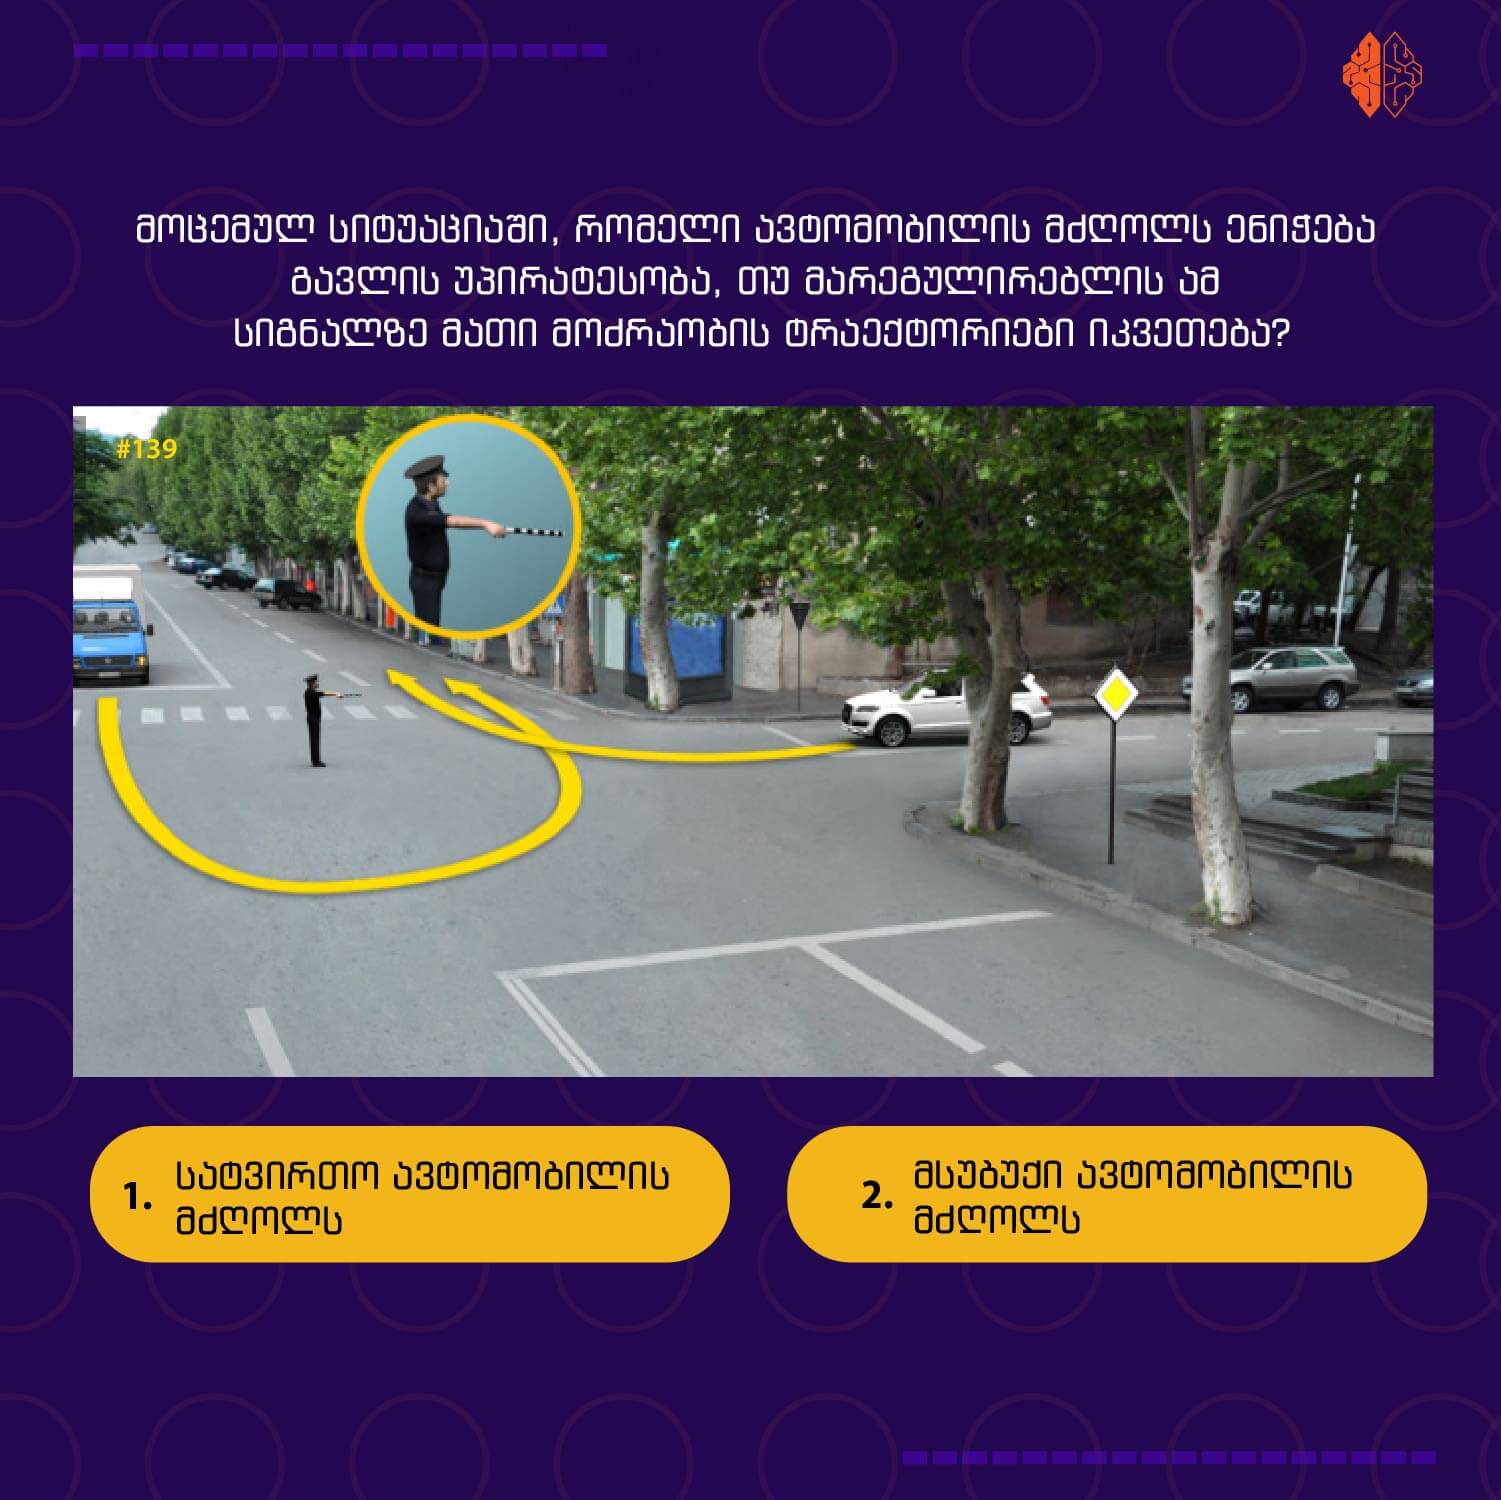 მოცემულ სიტუაციაში, რომელი ავტომობილის მძღოლს ენიჭება
გავლის უპირატესობა, თუ მარეგულირებლის ამ
სიგნალზე მათი მოძრაობის ტრაექტორიები იკვეთება?
#139
1. სატვირთო ავტომობილის
მძღოლს
2. მსუბუქი ავტომობილის
მძღოლს